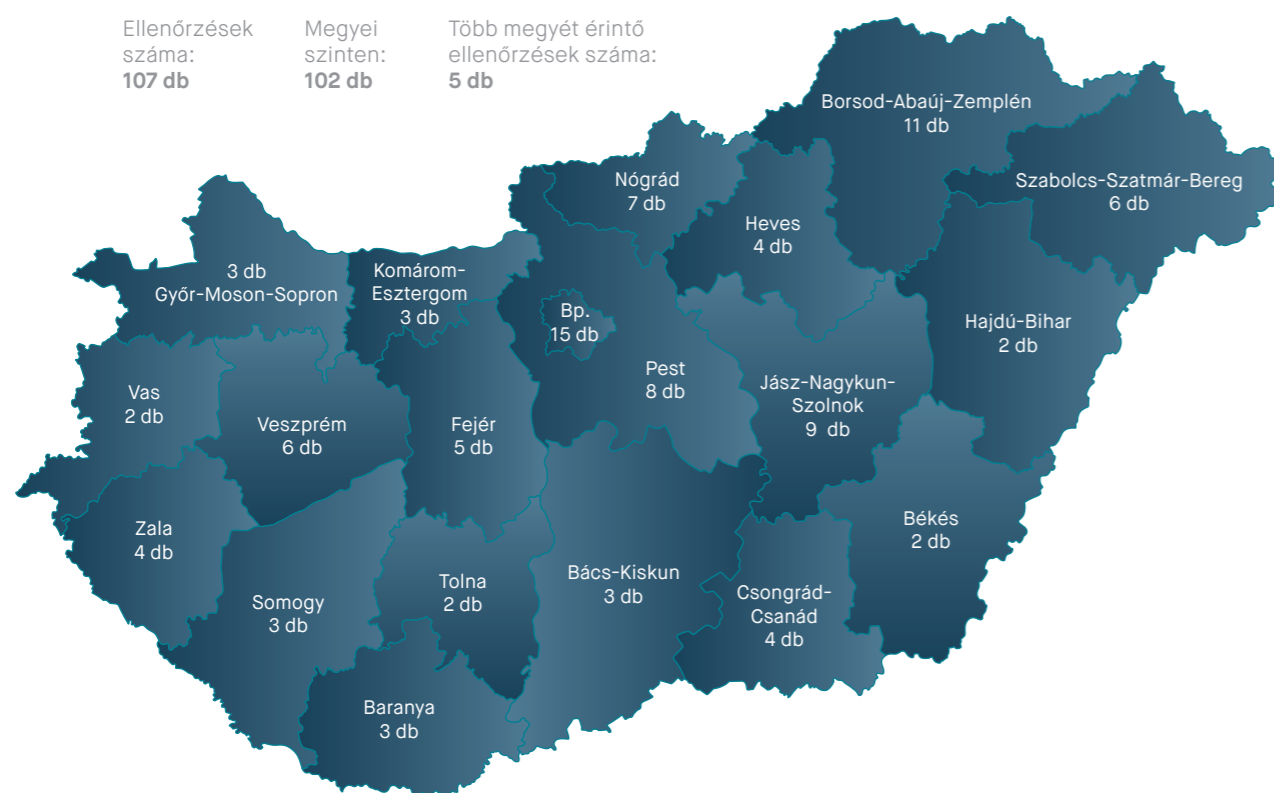 Ellenőrzések
száma:
107 db
Megyei
szinten:
102 db
Több megyét érintő
ellenőrzések száma:
5 db
Borsod-Abaúj-Zemplén
11 db
Szabolcs-Szatmár-Bereg
6 db
Nógrád
7 db
Heves
4 db
3 db
Győr-Moson-Sopron
Komárom-
Esztergom
3 db
Bp.
15 db
Hajdú-Bihar
2 db
Pest
8 db
Jász-Nagykun-
Szolnok
9 db
Vas
2 db
Veszprém
6 db
Fejér
5 db
Zala
4 db
Békés
2 db
Somogy
3 db
Tolna
2 db
Bács-Kiskun
3 db
Csongrád-
Csanád
4 db
Baranya
3 db